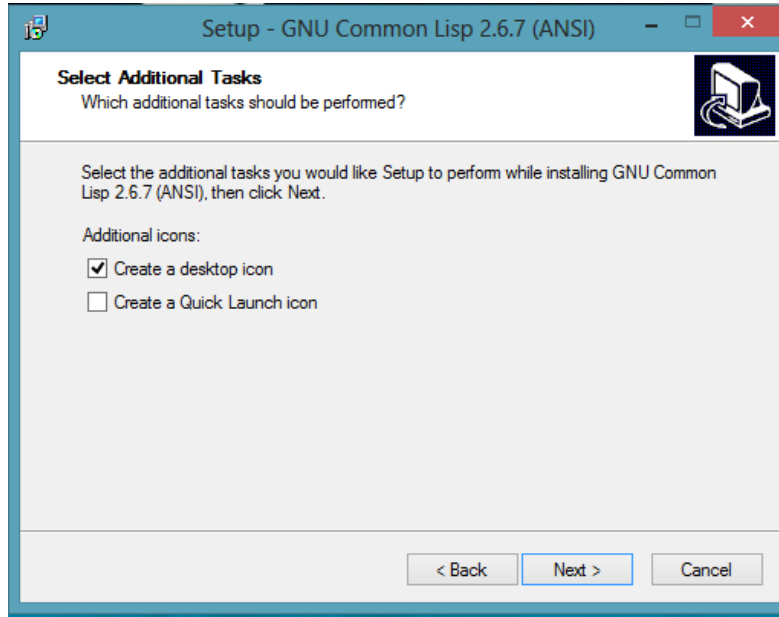 Setup - GNU Common Lisp 2.6.7 (ANSI)
Select Additional Tasks
Which additional tasks should be performed?
Select the additional tasks you would like Setup to perform while installing GNU Common
Lisp 2.6.7 (ANSI), then click Next.
Additional icons:
Create a desktop icon
Create a Quick Launch icon
< Back
Next >
Cancel